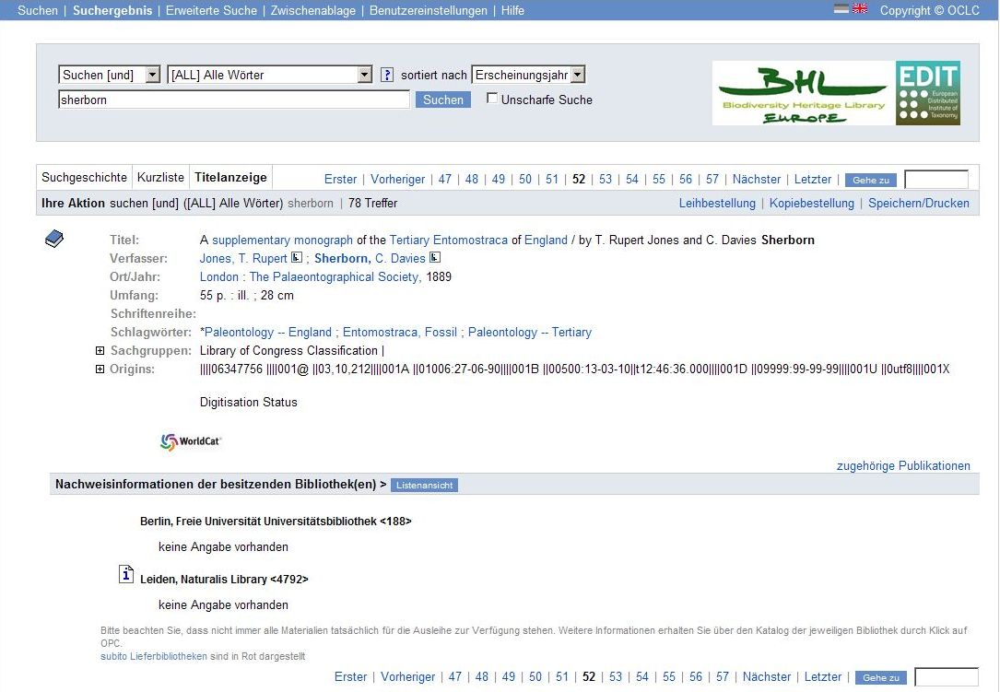 Suchen | Suchergebnis | Erweiterte Suche | Zwischenablage | Benutzereinstellungen | Hilfe Copyright © OCLC
Suchen [und] [ALL] Alle Wörter ? sortiert nach Erscheinungsjahr
sherborn Suchen Unscharfe Suche
BHL
Biodiversity Heritage Library
EUROPE
EDIT
European
Distributed
Institute of
Taxonomy
Suchgeschichte Kurzliste Titelanzeige Erster | Vorheriger | 47 | 48 | 49 | 50 | 51 | 52 | 53 | 54 | 55 | 56 | 57 | Nächster | Letzter | Gehe zu
Ihre Aktion suchen [und] ([ALL] Alle Wörter) sherborn | 78 Treffer Leihbestellung | Kopiebestellung | Speichern/Drucken
Titel: A supplementary monograph of the Tertiary Entomostraca of England / by T. Rupert Jones and C. Davies Sherborn
Verfasser: Jones, T. Rupert ; Sherborn, C. Davies
Ort/Jahr: London : The Palaeontographical Society, 1889
Umfang: 55 p. : ill. ; 28 cm
Schriftenreihe:
Schlagwörter: *Paleontology -- England ; Entomostraca, Fossil ; Paleontology -- Tertiary
Sachgruppen: Library of Congress Classification |
Origins: ||||06347756 ||||001@ ||03,10,212||||001A ||01006:27-06-90||||001B ||00500:13-03-10||t12:46:36.000||||001D ||09999:99-99-99||||001U ||0utf8||||001X
Digitisation Status
WorldCat
zugehörige Publikationen
Nachweisinformationen der besitzenden Bibliothek(en) > Listenansicht
Berlin, Freie Universität Universitätsbibliothek <188>
keine Angabe vorhanden
i Leiden, Naturalis Library <4792>
keine Angabe vorhanden
Bitte beachten Sie, dass nicht immer alle Materialien tatsächlich für die Ausleihe zur Verfügung stehen. Weitere Informationen erhalten Sie über den Katalog der jeweiligen Bibliothek durch Klick auf
OPC.
subito Lieferbibliotheken sind in Rot dargestellt
Erster | Vorheriger | 47 | 48 | 49 | 50 | 51 | 52 | 53 | 54 | 55 | 56 | 57 | Nächster | Letzter | Gehe zu